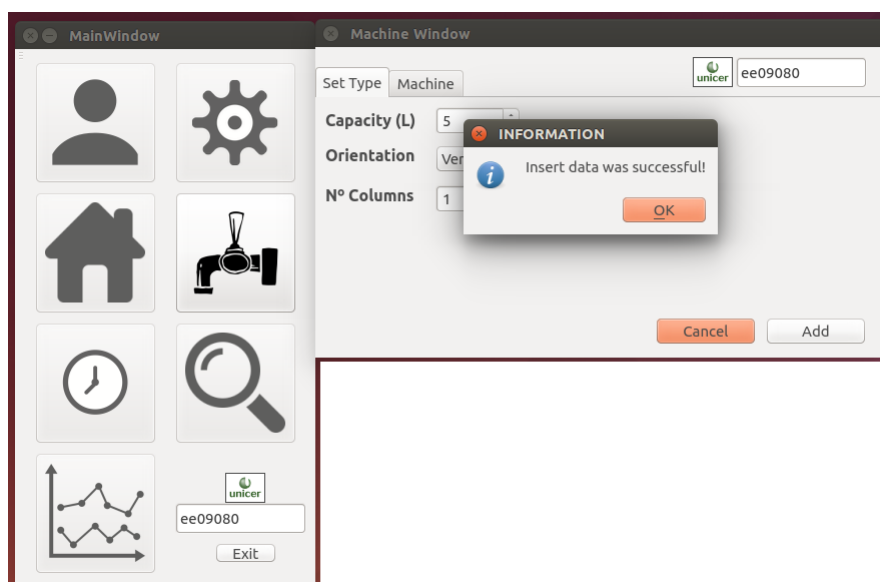 MainWindow
unicer
ee09080
Exit
Machine Window
unicer
ee09080
Set Type
Machine
Capacity (L)
5
Orientation
Ver
Nº Columns
1
INFORMATION
i
Insert data was successful!
OK
Cancel
Add